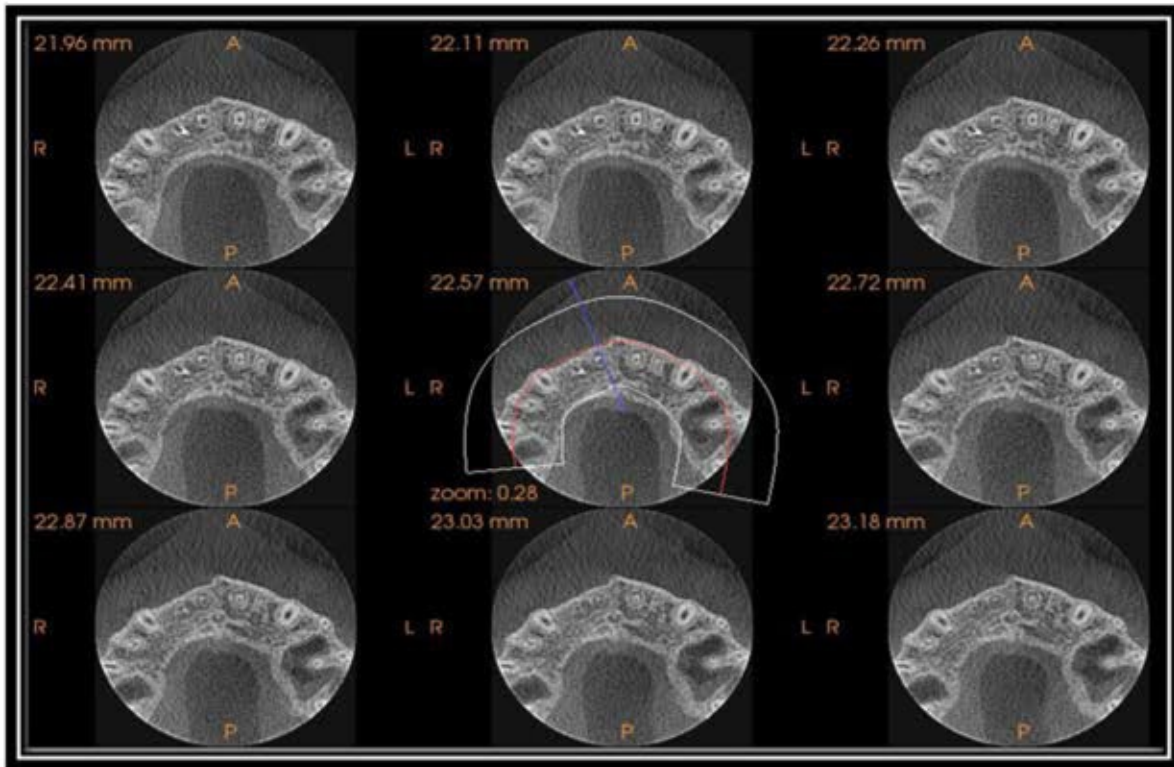 21.96 mm A 22.11 mm A 22.26 mm A
R L R L R
P P P
22.41 mm A 22.57 mm A 22.72 mm A
R L R L R
P zoom: 0.28 P P
22.87 mm A 23.03 mm A 23.18 mm A
R L R L R
P P P